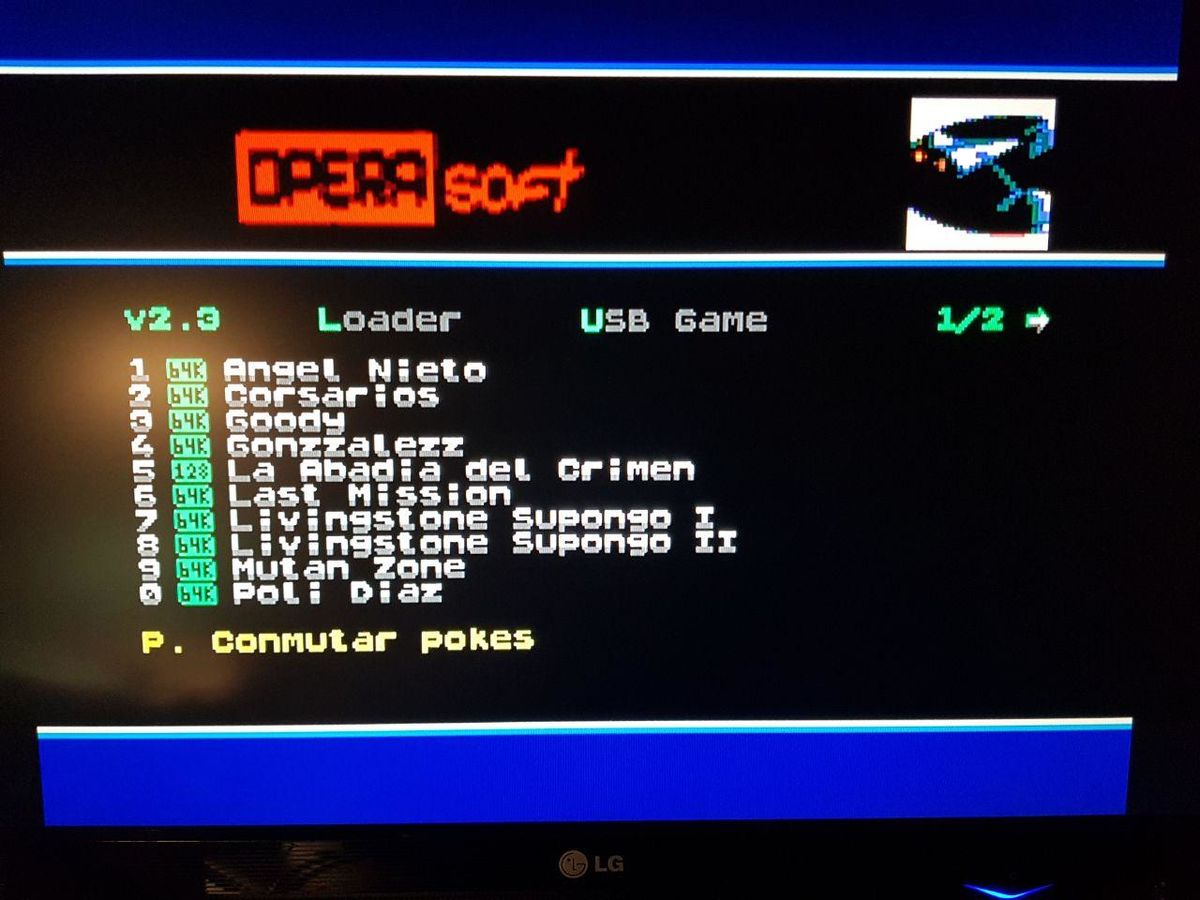 OPERA soft
v2.3 Loader USB Game 1/2 →
1 64K Angel Nieto
2 64K Corsarios
3 64K Goody
4 64K Gonzzalezz
5 128 La Abadia del Crimen
6 64K Last Mission
7 64K Livingstone Supongo I
8 64K Livingstone Supongo II
9 64K Mutan Zone
0 64K Poli Diaz
P. Conmutar pokes
LG